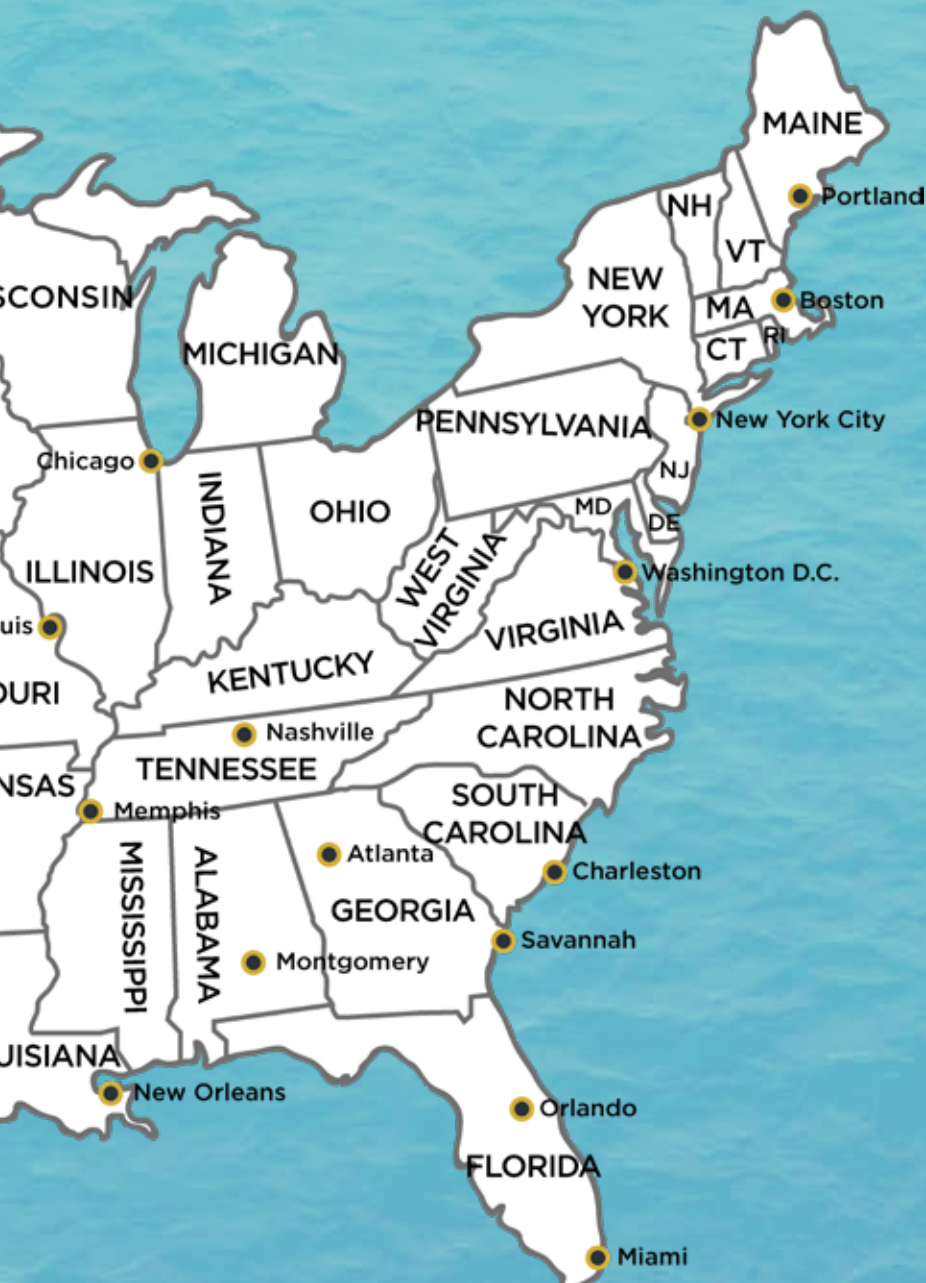 MAINE
Portland
NH
VT
NEW
YORK
MA
Boston
RI
CT
SCONSIN
MICHIGAN
PENNSYLVANIA
New York City
Chicago
NJ
INDIANA
OHIO
MD
DE
WEST
VIRGINIA
ILLINOIS
Washington D.C.
uis
VIRGINIA
KENTUCKY
OURI
NORTH
CAROLINA
Nashville
TENNESSEE
NSAS
Memphis
SOUTH
CAROLINA
MISSISSIPPI
ALABAMA
Atlanta
Charleston
GEORGIA
Savannah
Montgomery
UISIANA
New Orleans
Orlando
FLORIDA
Miami